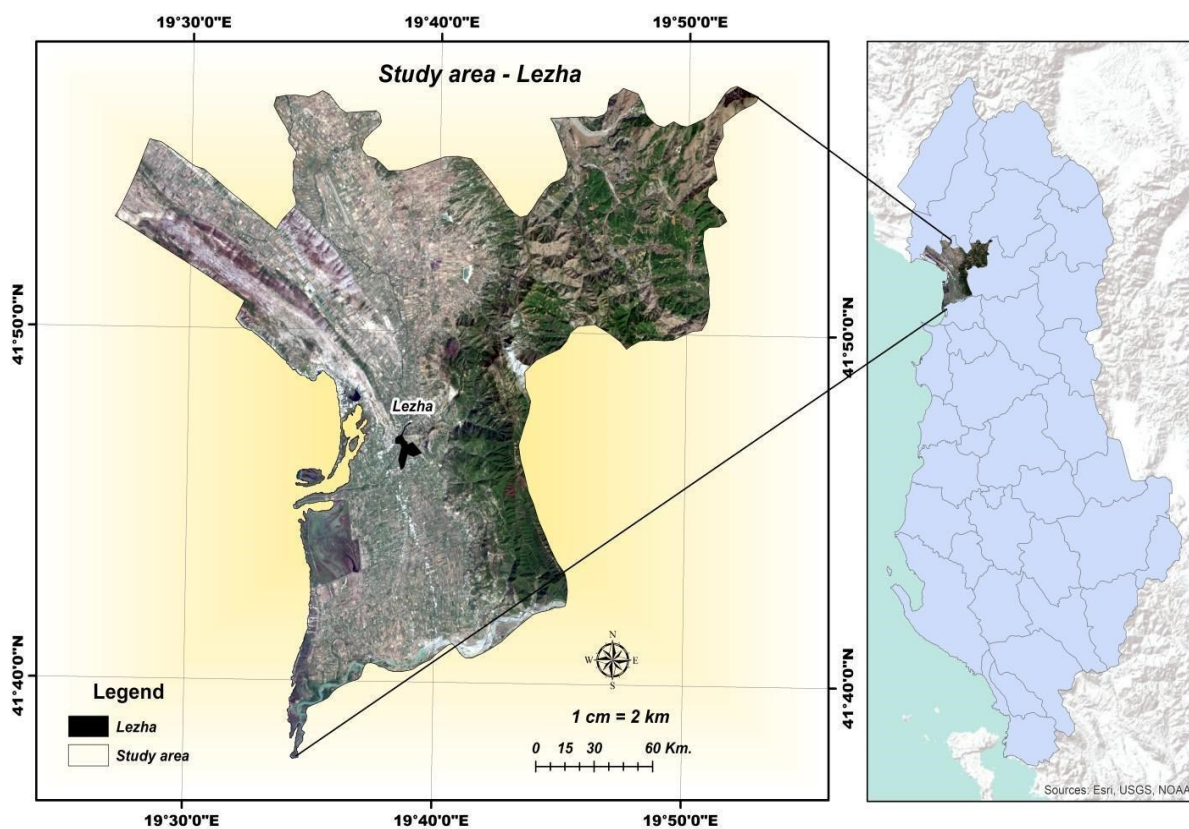 19°30'0"E 19°40'0"E 19°50'0"E
Study area - Lezha
41°50'0"N 41°50'0"N
Lezha
41°40'0"N 41°40'0"N
N
W E
S
Legend
Lezha
Study area
1 cm = 2 km
0 15 30 60 Km.
19°30'0"E 19°40'0"E 19°50'0"E
Sources: Esri, USGS, NOAA